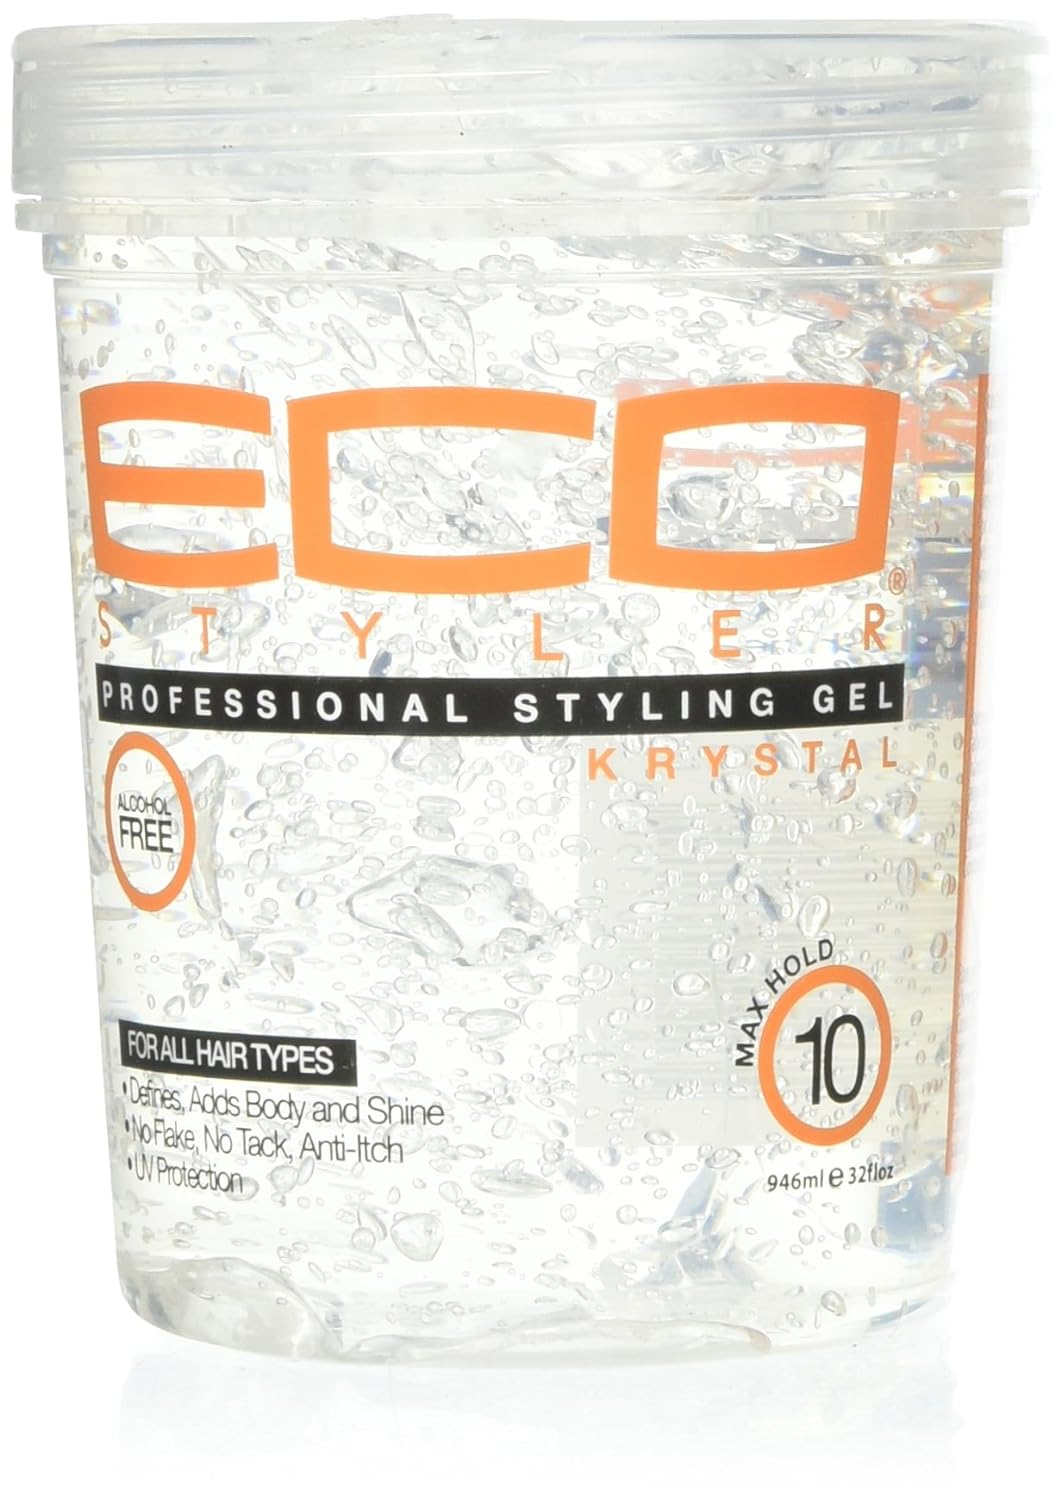 ECO®
STYLER
PROFESSIONAL STYLING GEL
KRYSTAL
ALCOHOL
FREE
MAX HOLD
10
FOR ALL HAIR TYPES
•Defines, Adds Body and Shine
•No Flake, No Tack, Anti-Itch
•UV Protection
946ml e 32floz